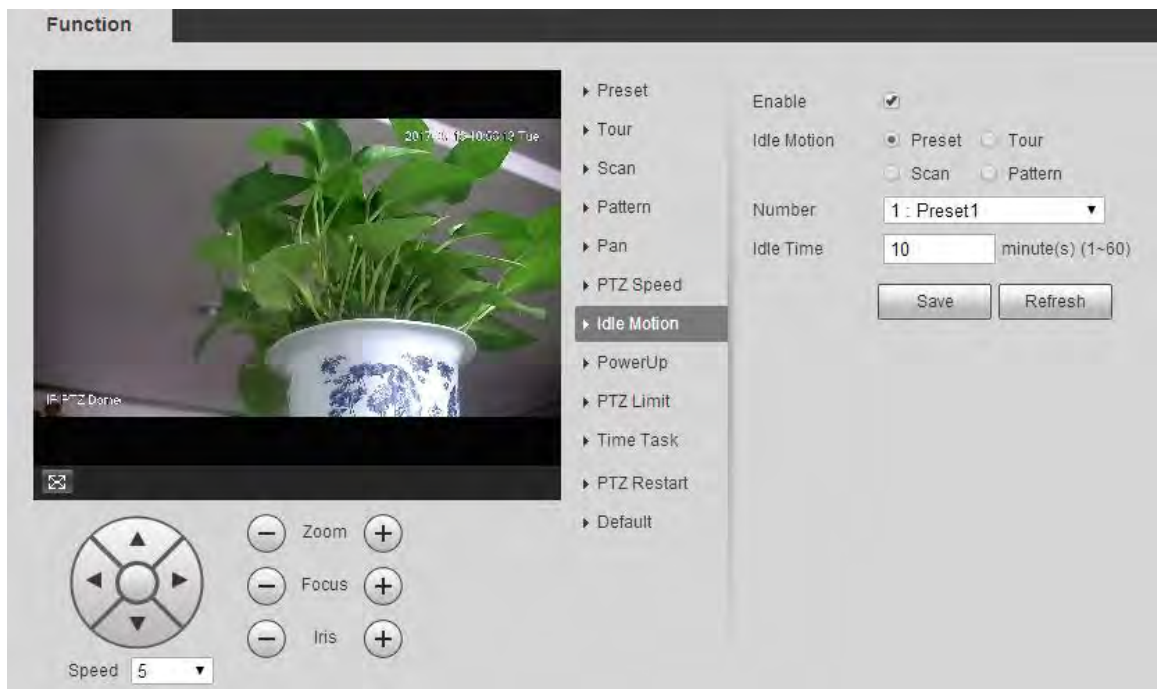 Function
Tue
Dome
Preset
Tour
Scan
Pattern
Pan
PTZ Speed
Idle Motion
PowerUp
PTZ Limit
Time Task
PTZ Restart
Default
Enable
Idle Motion Preset Tour
Scan Pattern
Number 1 : Preset1
Idle Time 10 minute(s) (1~60)
Save Refresh
Zoom
Focus
Iris
Speed 5